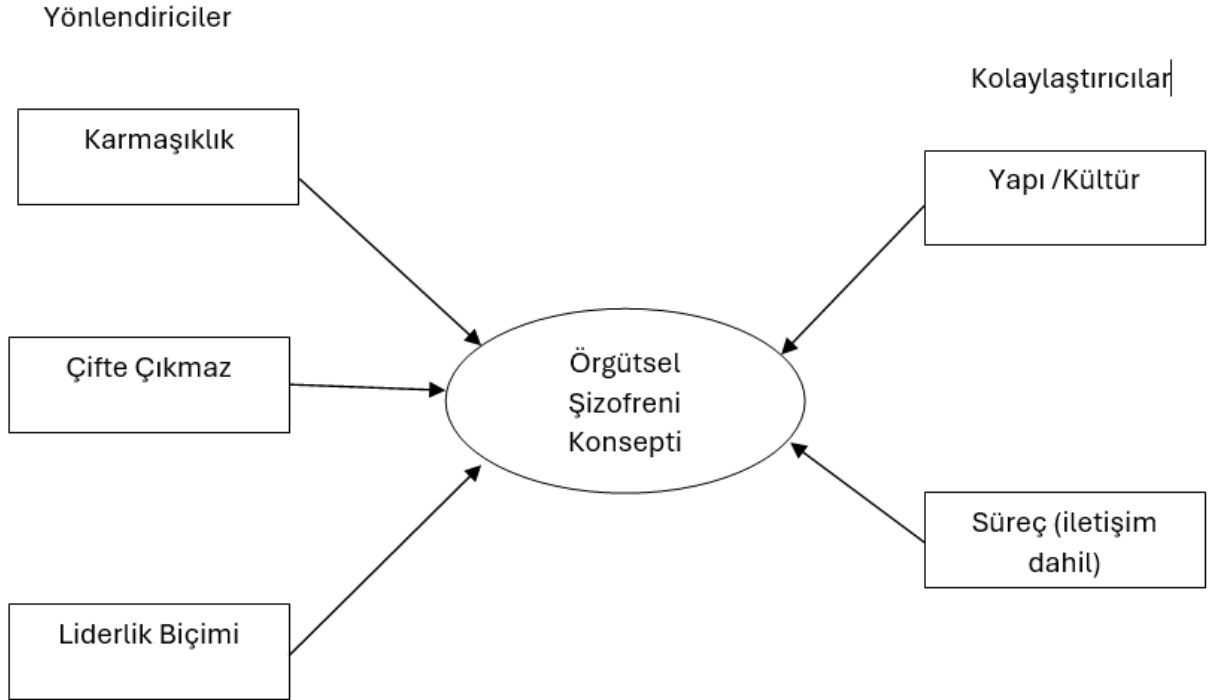 Yönlendiriciler
Kolaylaştırıcılar
Karmaşıklık
Yapı /Kültür
Çifte Çıkmaz
Örgütsel
Şizofreni
Konsepti
Süreç (iletişim
dahil)
Liderlik Biçimi